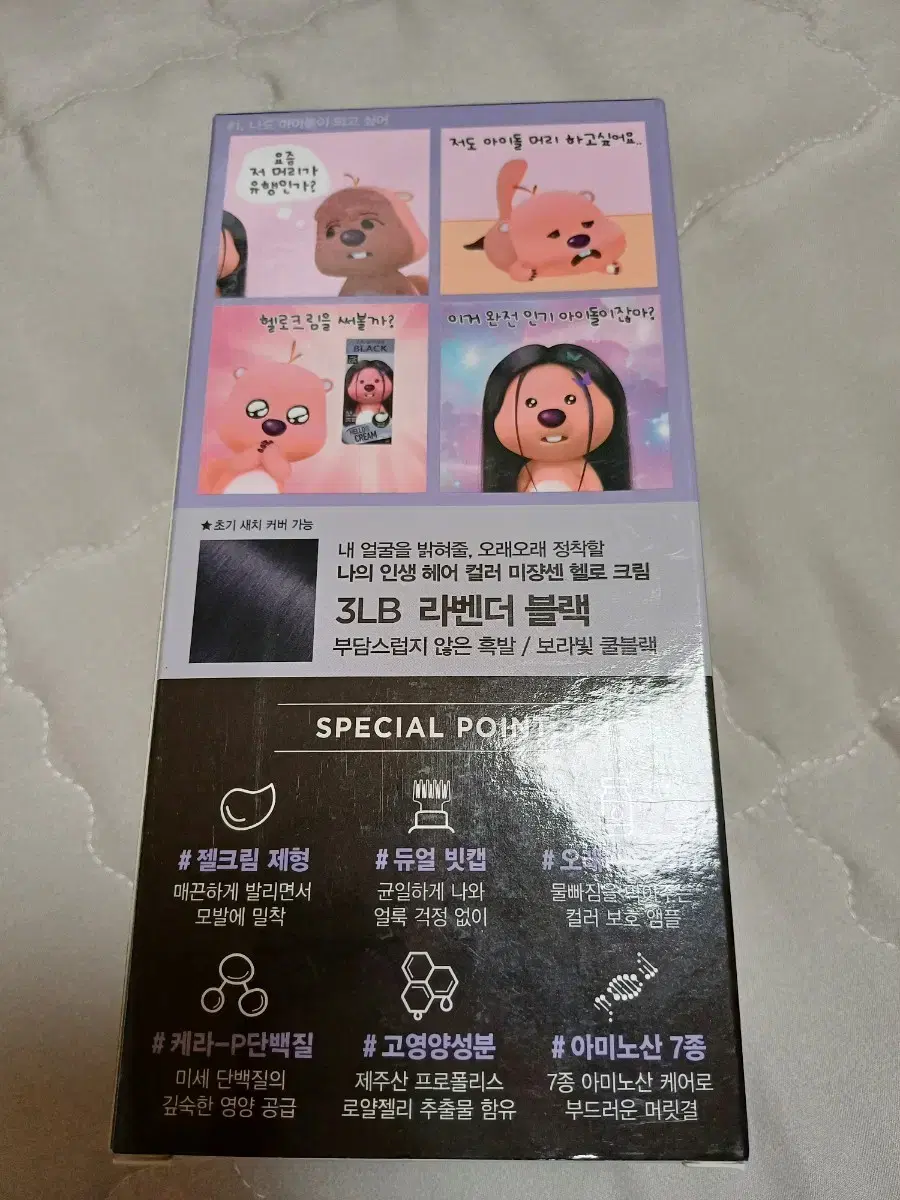 #1. 나도 아이돌이 되고 싶어
요즘
저 머리가
유행인가?
저도 아이돌 머리 하고싶어요..
헬로크림을 써볼까?
BLACK
HELLO
CREAM
이거 완전 인기 아이돌이잖아?
★초기 새치 커버 가능
내 얼굴을 밝혀줄, 오래오래 정착할
나의 인생 헤어 컬러 미쟝센 헬로 크림
3LB 라벤더 블랙
부담스럽지 않은 흑발 / 보라빛 쿨블랙
SPECIAL POINT
# 젤크림 제형
매끈하게 발리면서
모발에 밀착
# 듀얼 빗캡
균일하게 나와
얼룩 걱정 없이
물빠짐을 막아주는
컬러 보호 앰플
# 케라-P단백질
미세 단백질의
깊숙한 영양 공급
# 고영양성분
제주산 프로폴리스
로얄젤리 추출물 함유
# 아미노산 7종
7종 아미노산 케어로
부드러운 머릿결